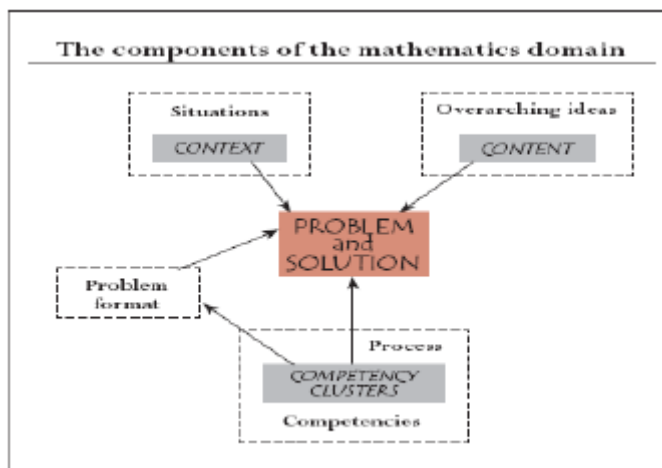 The components of the mathematics domain
Situations
CONTEXT
Overarching ideas
CONTENT
PROBLEM
and
SOLUTION
Problem
format
Process
COMPETENCY
CLUSTERS
Competencies